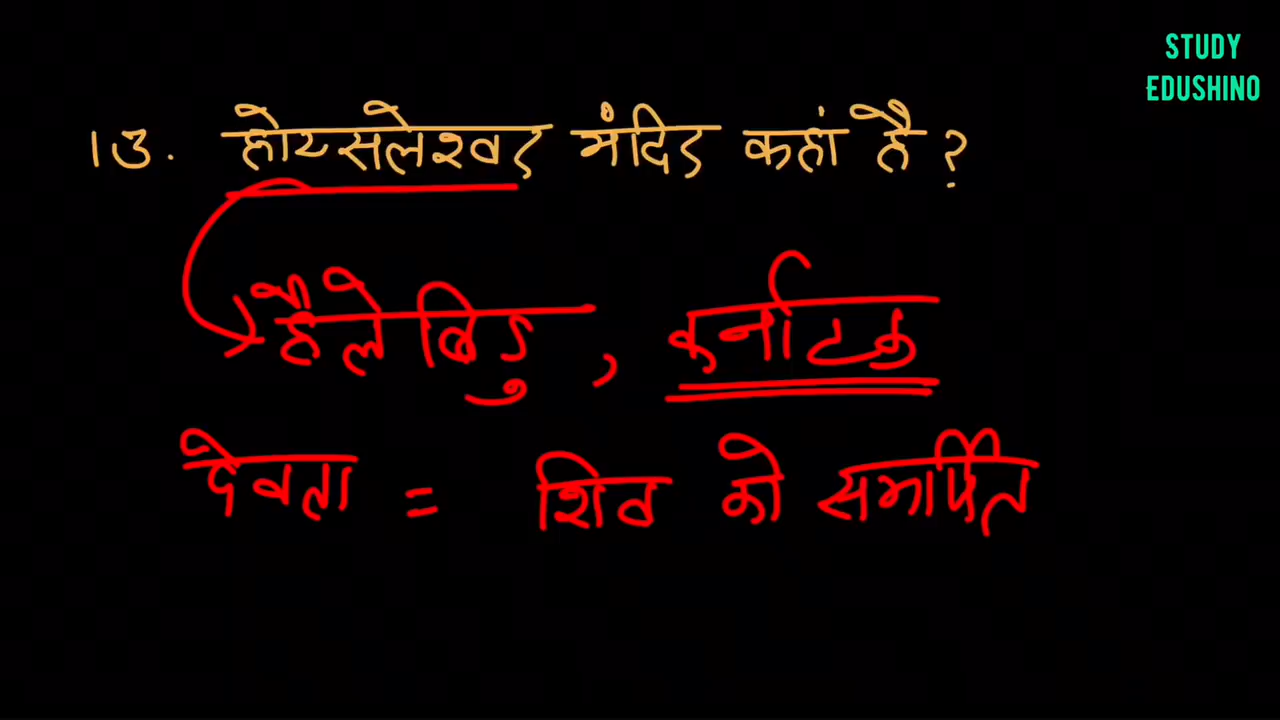 STUDY
EDUSHINO
13. होयसलेश्वर मंदिर कहां है ?
हैलेबिडु, कर्नाटक
देवता = शिव को समर्पित